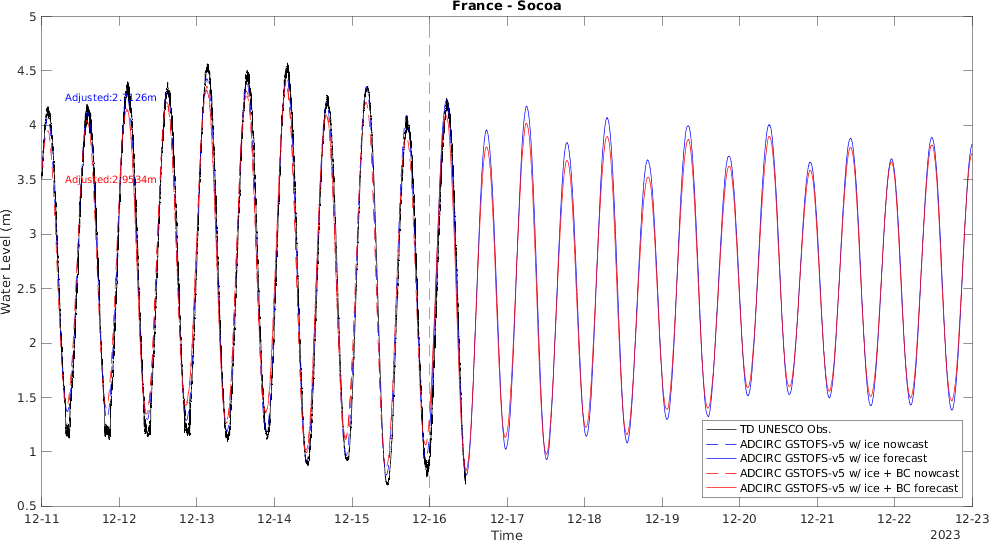 France - Socoa
5
4.5
4
3.5
3
2.5
2
1.5
1
0.5
Water Level (m)
Adjusted:2.7126m
Adjusted:2.9534m
TD UNESCO Obs.
ADCIRC GSTOFS-v5 w/ ice nowcast
ADCIRC GSTOFS-v5 w/ ice forecast
ADCIRC GSTOFS-v5 w/ ice + BC nowcast
ADCIRC GSTOFS-v5 w/ ice + BC forecast
12-11 12-12 12-13 12-14 12-15 12-16 12-17 12-18 12-19 12-20 12-21 12-22 12-23
Time
2023